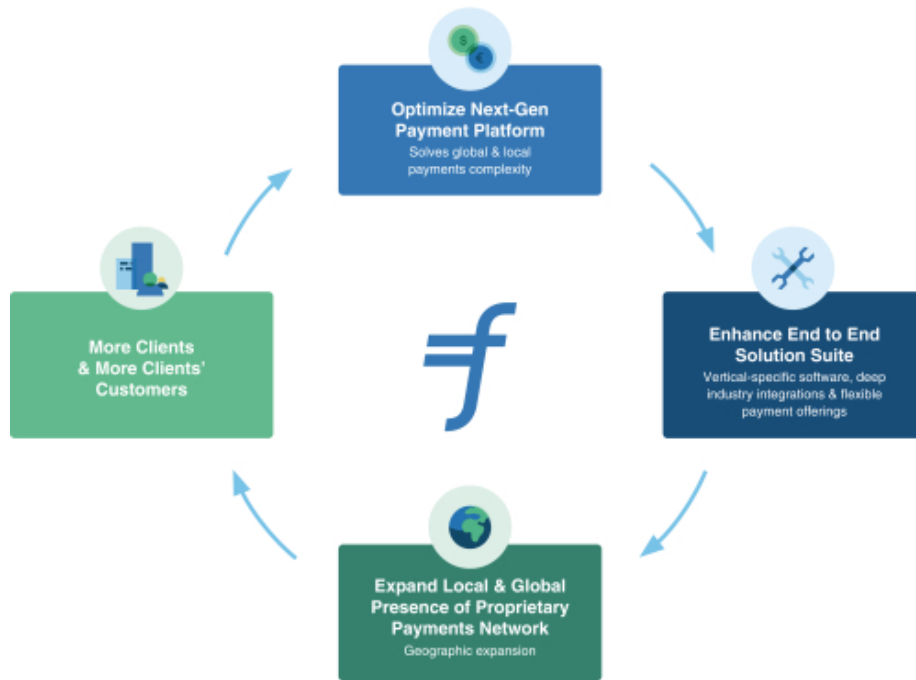 Optimize Next-Gen
Payment Platform
Solves global & local
payments complexity
Enhance End to End
Solution Suite
Vertical-specific software, deep
industry integrations & flexible
payment offerings
Expand Local & Global
Presence of Proprietary
Payments Network
Geographic expansion
More Clients
& More Clients'
Customers